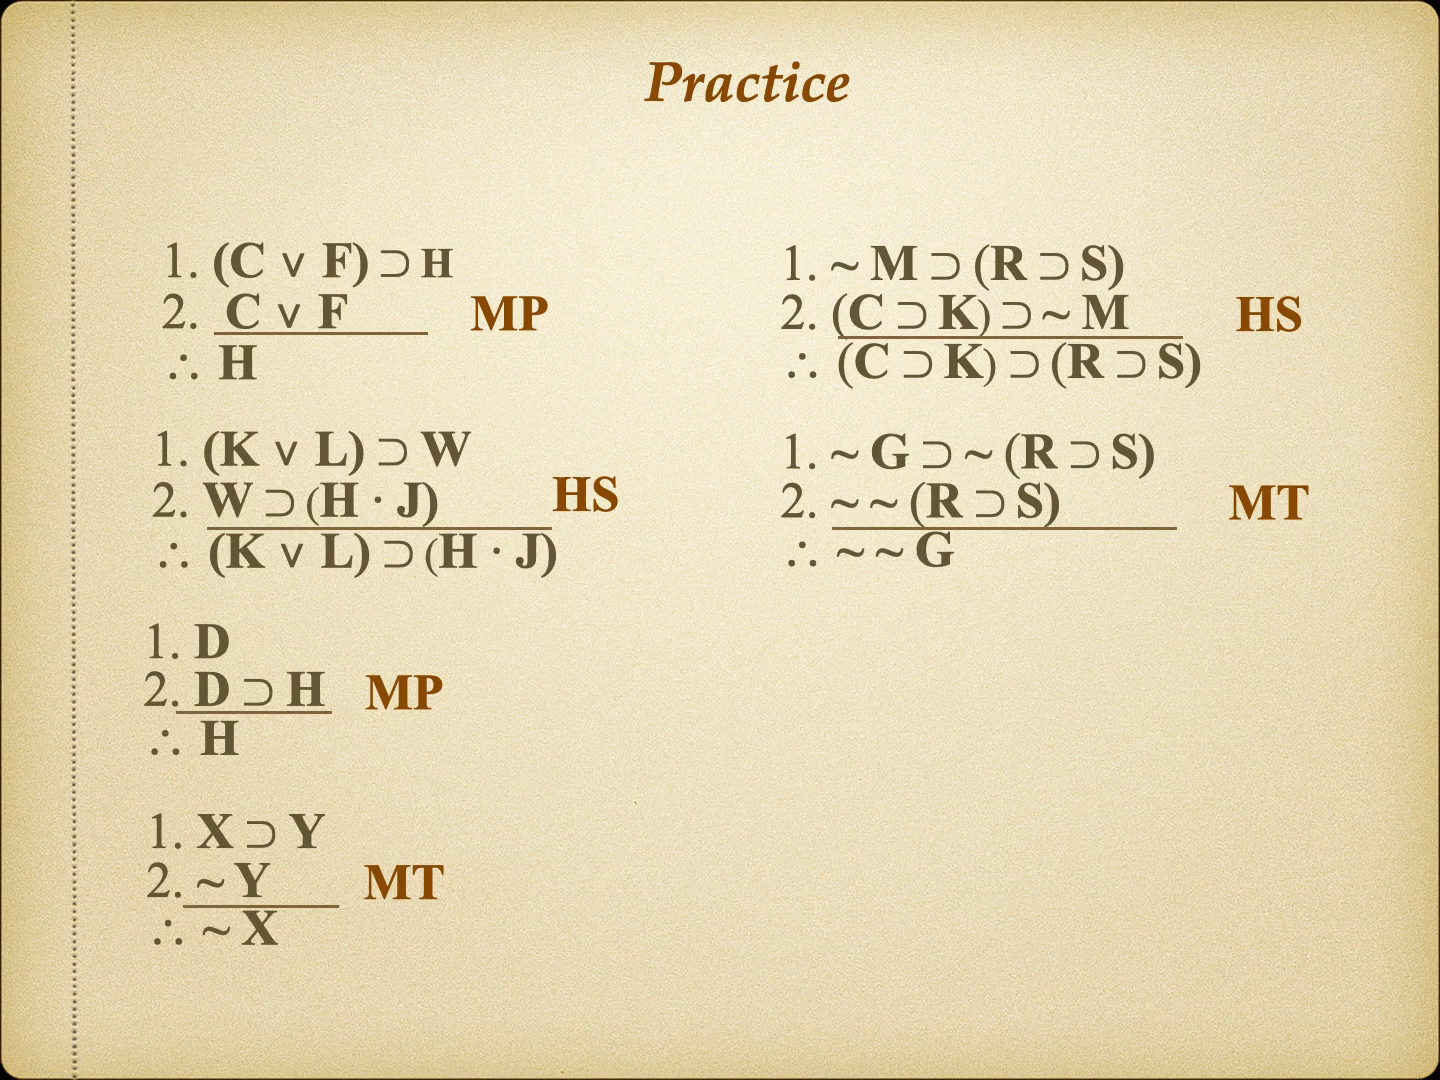 Practice
1. (C ∨ F) ⊃ H
2. C ∨ F
MP
∴ H
1. (K ∨ L) ⊃ W
2. W ⊃ (H · J)
HS
∴ (K ∨ L) ⊃ (H · J)
1. D
2. D ⊃ H
MP
∴ H
1. X ⊃ Y
2. ~ Y
MT
∴ ~ X
1. ~ M ⊃ (R ⊃ S)
2. (C ⊃ K) ⊃ ~ M
HS
∴ (C ⊃ K) ⊃ (R ⊃ S)
1. ~ G ⊃ ~ (R ⊃ S)
2. ~ ~ (R ⊃ S)
MT
∴ ~ ~ G